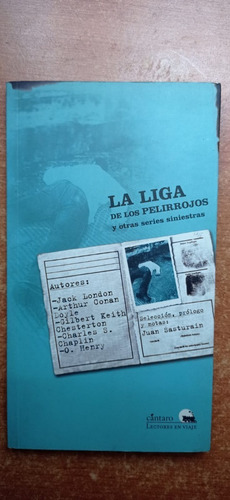 LA LIGA
DE LOS PELIRROJOS
y otras series siniestras
Autores:
-Jack London
-Arthur Conan
Doyle
-Gilbert Keith
Chesterton
-Charles S.
Chaplin
-O. Henry
Selección, prólogo
y notas:
Juan Sasturain
cántaro
LECTORES EN VIAJE